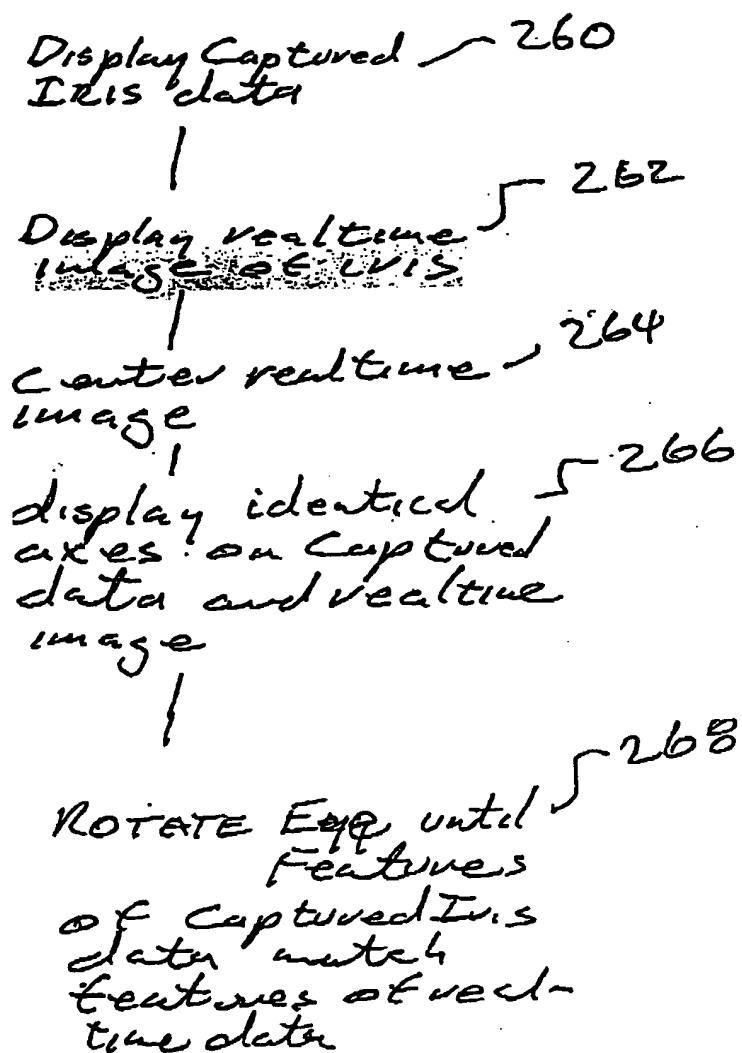 Display Captured 260
IRIS data
Display realtime 262
image of iris
Center realtime 264
image
display identical 266
axes on Captured
data and realtime
image
268
ROTATE Eye until
Features
of Captured Iris
data match
features of real-
time data